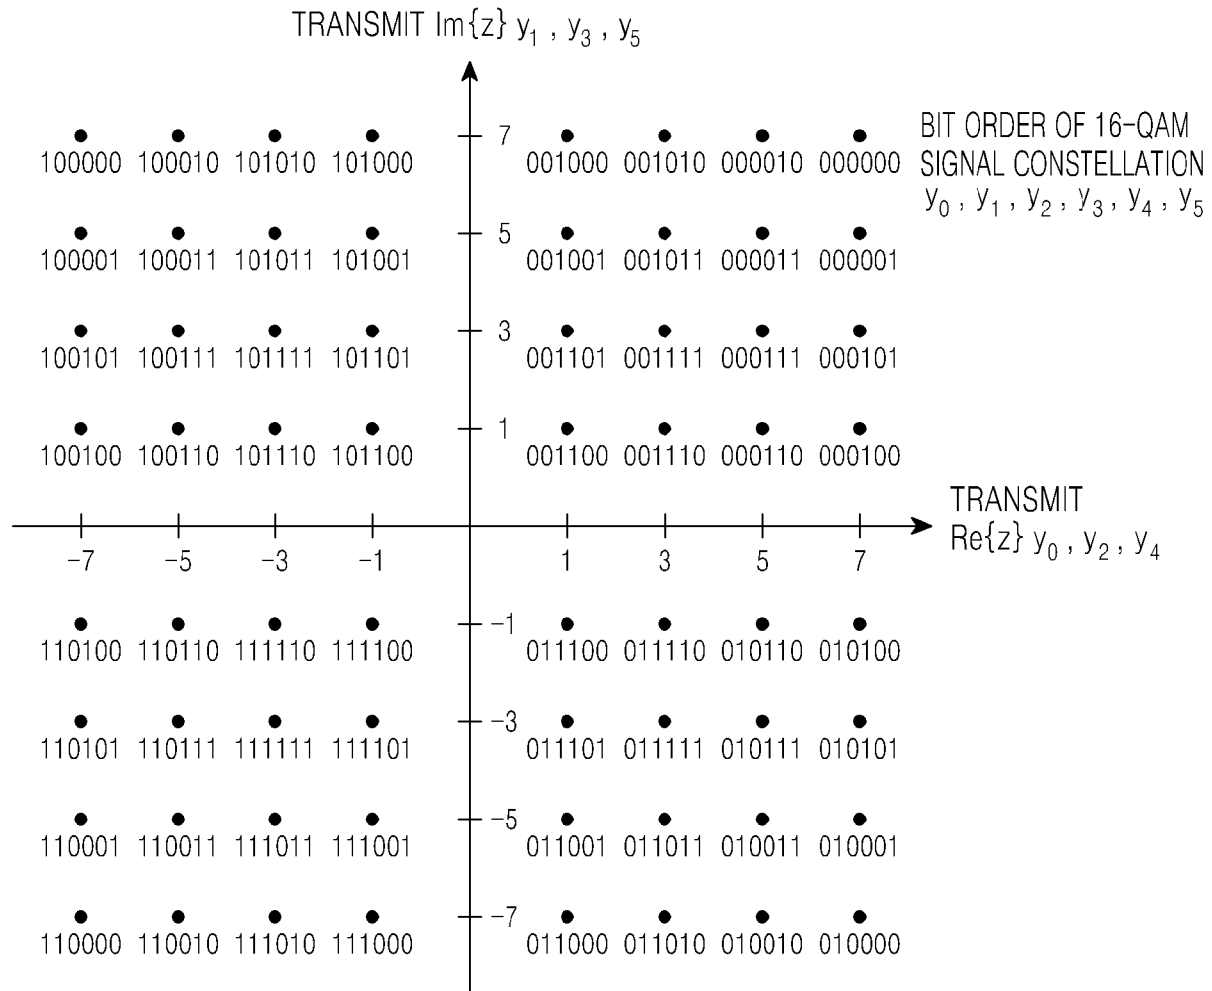 TRANSMIT Im{z} y1 , y3 , y5
7
100000 100010 101010 101000 001000 001010 000010 000000
BIT ORDER OF 16-QAM
SIGNAL CONSTELLATION
y0 , y1 , y2 , y3 , y4 , y5
5
100001 100011 101011 101001 001001 001011 000011 000001
3
100101 100111 101111 101101 001101 001111 000111 000101
1
100100 100110 101110 101100 001100 001110 000110 000100
TRANSMIT
Re{z} y0 , y2 , y4
-7 -5 -3 -1 1 3 5 7
-1
110100 110110 111110 111100 011100 011110 010110 010100
-3
110101 110111 111111 111101 011101 011111 010111 010101
-5
110001 110011 111011 111001 011001 011011 010011 010001
-7
110000 110010 111010 111000 011000 011010 010010 010000